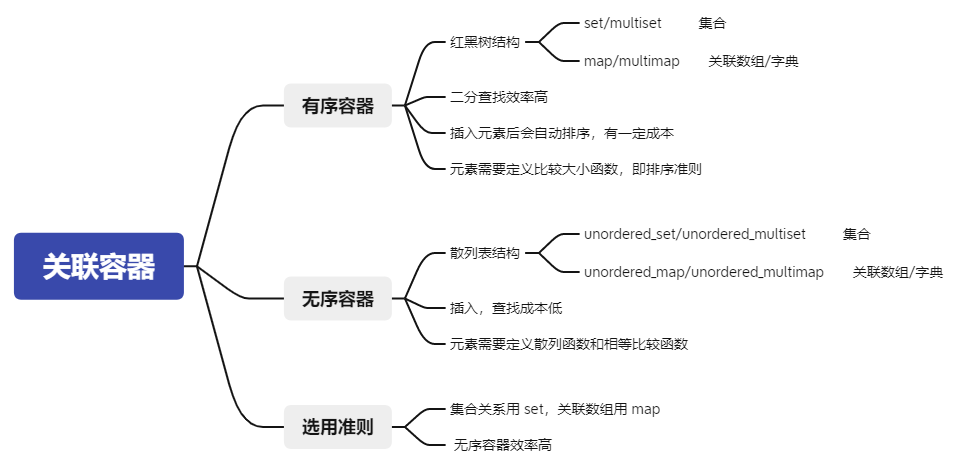 关联容器
有序容器
红黑树结构
set/multiset 集合
map/multimap 关联数组/字典
二分查找效率高
插入元素后会自动排序，有一定成本
元素需要定义比较大小函数，即排序准则
无序容器
散列表结构
unordered_set/unordered_multiset 集合
unordered_map/unordered_multimap 关联数组/字典
插入，查找成本低
元素需要定义散列函数和相等比较函数
选用准则
集合关系用 set，关联数组用 map
无序容器效率高